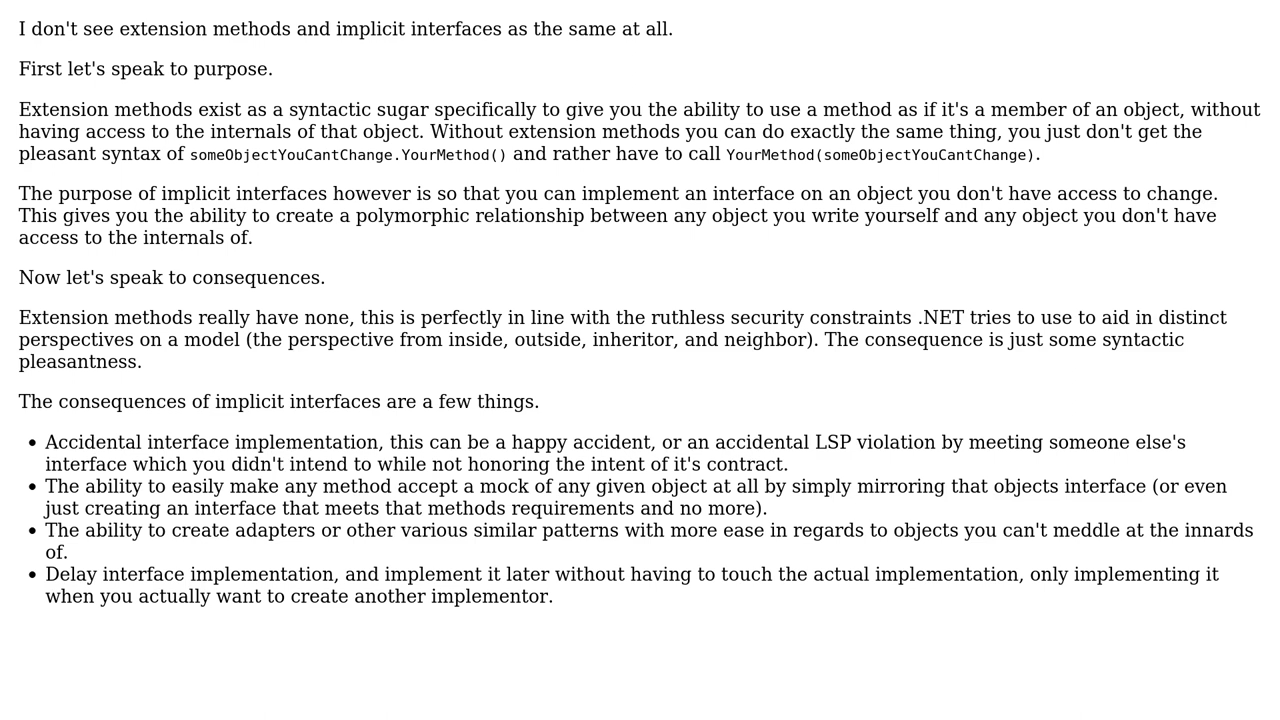 I don't see extension methods and implicit interfaces as the same at all.
First let's speak to purpose.
Extension methods exist as a syntactic sugar specifically to give you the ability to use a method as if it's a member of an object, without
having access to the internals of that object. Without extension methods you can do exactly the same thing, you just don't get the
pleasant syntax of someObjectYouCantChange.YourMethod() and rather have to call YourMethod(someObjectYouCantChange).
The purpose of implicit interfaces however is so that you can implement an interface on an object you don't have access to change.
This gives you the ability to create a polymorphic relationship between any object you write yourself and any object you don't have
access to the internals of.
Now let's speak to consequences.
Extension methods really have none, this is perfectly in line with the ruthless security constraints .NET tries to use to aid in distinct
perspectives on a model (the perspective from inside, outside, inheritor, and neighbor). The consequence is just some syntactic
pleasantness.
The consequences of implicit interfaces are a few things.
• Accidental interface implementation, this can be a happy accident, or an accidental LSP violation by meeting someone else's
interface which you didn't intend to while not honoring the intent of it's contract.
• The ability to easily make any method accept a mock of any given object at all by simply mirroring that objects interface (or even
just creating an interface that meets that methods requirements and no more).
• The ability to create adapters or other various similar patterns with more ease in regards to objects you can't meddle at the innards
of.
• Delay interface implementation, and implement it later without having to touch the actual implementation, only implementing it
when you actually want to create another implementor.